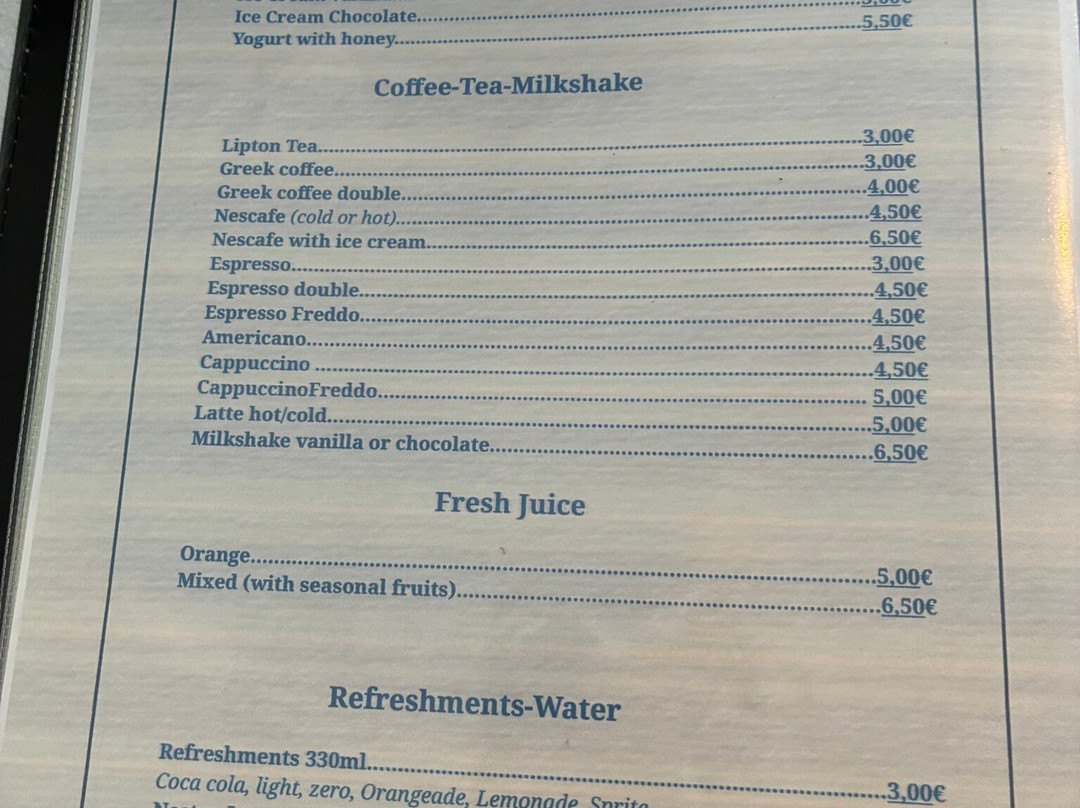 Ice Cream Chocolate
Yogurt with honey 5,50€
Coffee-Tea-Milkshake
Lipton Tea 3,00€
Greek coffee 3,00€
Greek coffee double 4,00€
Nescafe (cold or hot) 4,50€
Nescafe with ice cream 6,50€
Espresso 3,00€
Espresso double 4,50€
Espresso Freddo 4,50€
Americano 4,50€
Cappuccino 4,50€
CappuccinoFreddo 5,00€
Latte hot/cold 5,00€
Milkshake vanilla or chocolate 6,50€
Fresh Juice
Orange 5,00€
Mixed (with seasonal fruits) 6,50€
Refreshments-Water
Refreshments 330ml 3,00€
Coca cola, light, zero, Orangeade, Lemonade, Sprite